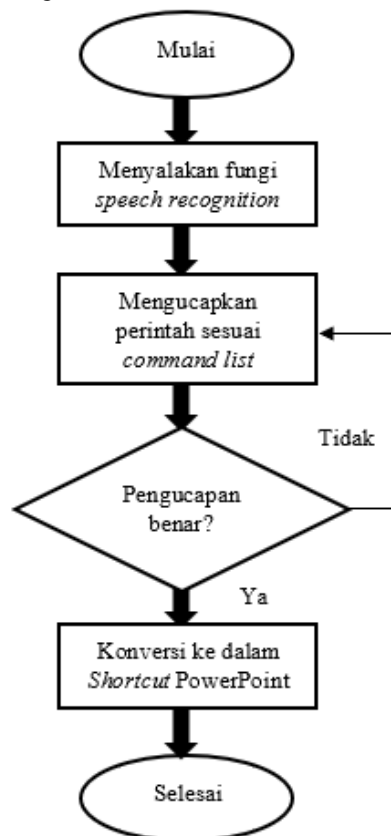 Mulai
Menyalakan fungi
speech recognition
Mengucapkan
perintah sesuai
command list
Tidak
Pengucapan
benar?
Ya
Konversi ke dalam
Shortcut PowerPoint
Selesai